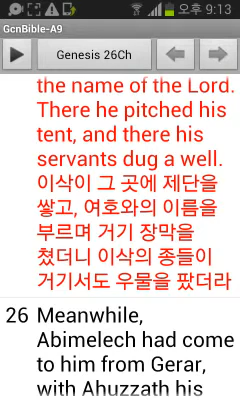 오후 9:13
GcnBible-A9
Genesis 26Ch
the name of the Lord.
There he pitched his
tent, and there his
servants dug a well.
이삭이 그 곳에 제단을
쌓고, 여호와의 이름을
부르며 거기 장막을
쳤더니 이삭의 종들이
거기서도 우물을 팠더라
26 Meanwhile,
Abimelech had come
to him from Gerar,
with Ahuzzath his